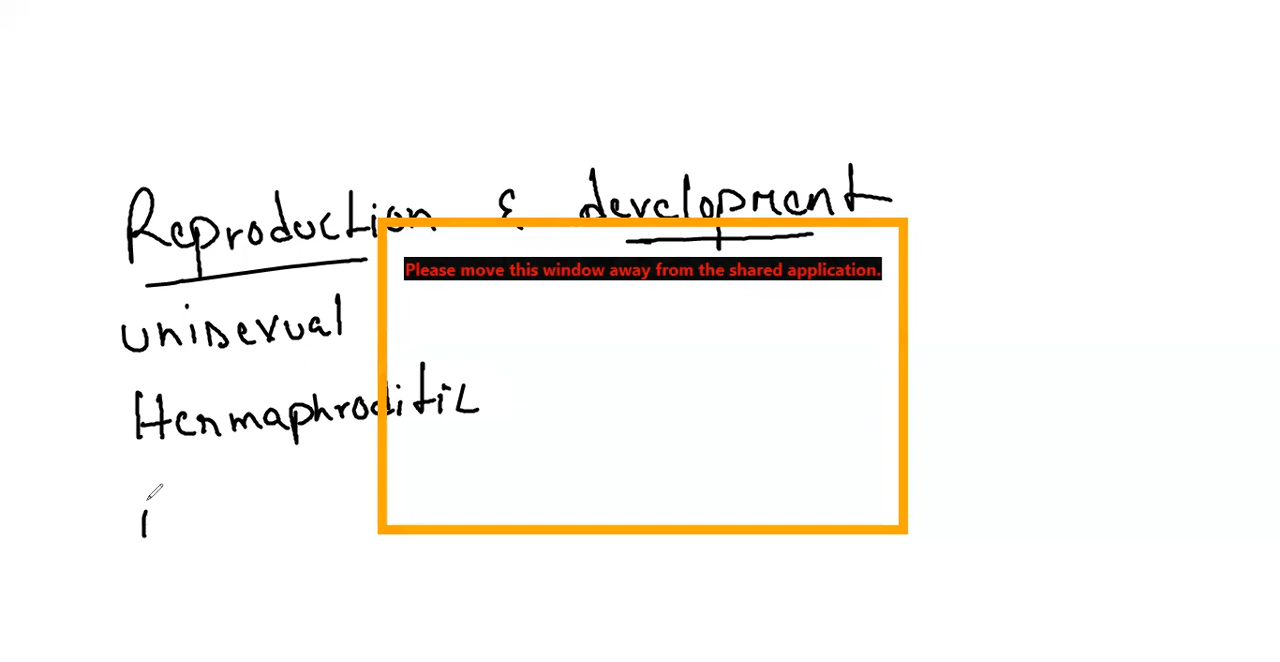 Reproduction & development
Please move this window away from the shared application.
unisexual
Hermaphroditic